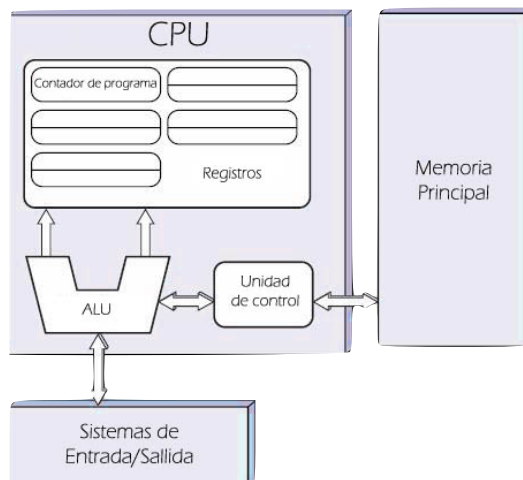 CPU
Contador de programa
Registros
Memoria
Principal
Unidad
de control
ALU
Sistemas de
Entrada/Sallida